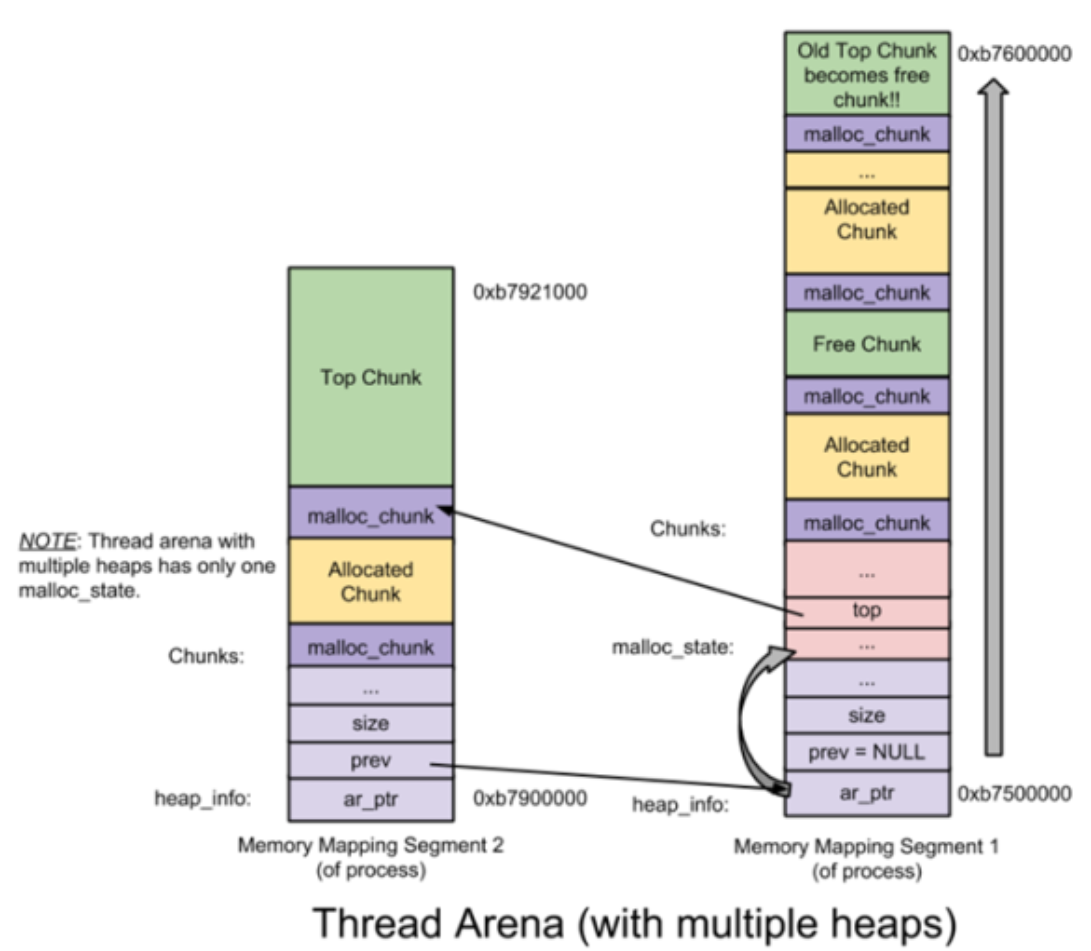 Old Top Chunk
becomes free
chunk!!
0xb7600000
malloc_chunk
...
Allocated
Chunk
malloc_chunk
Free Chunk
malloc_chunk
Allocated
Chunk
Chunks:
malloc_chunk
...
top
malloc_state:
...
...
size
prev = NULL
heap_info:
ar_ptr
0xb7500000
Memory Mapping Segment 1
(of process)
0xb7921000
Top Chunk
malloc_chunk
NOTE: Thread arena with
multiple heaps has only one
malloc_state.
Allocated
Chunk
Chunks:
malloc_chunk
...
size
prev
heap_info:
ar_ptr
0xb7900000
Memory Mapping Segment 2
(of process)
Thread Arena (with multiple heaps)